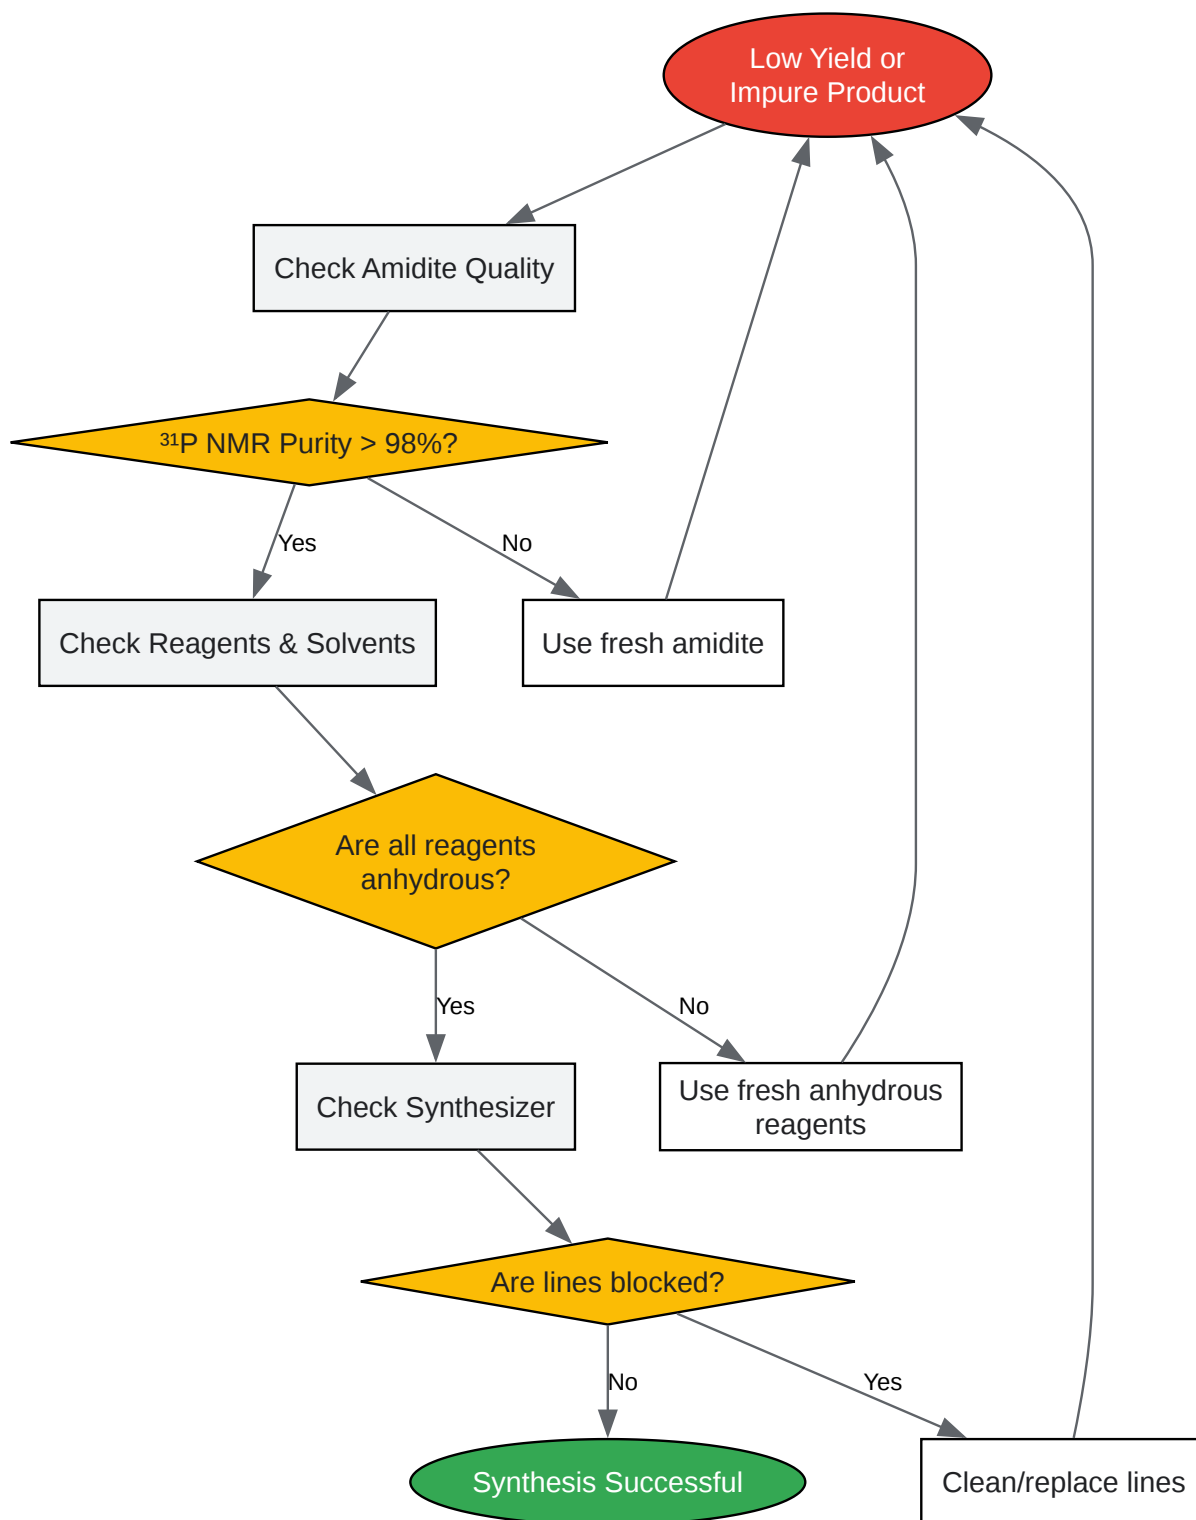 Low Yield or
Impure Product
Check Amidite Quality
³¹P NMR Purity > 98%?
Yes
No
Check Reagents & Solvents
Use fresh amidite
Are all reagents
anhydrous?
Yes
No
Check Synthesizer
Use fresh anhydrous
reagents
Are lines blocked?
No
Yes
Synthesis Successful
Clean/replace lines